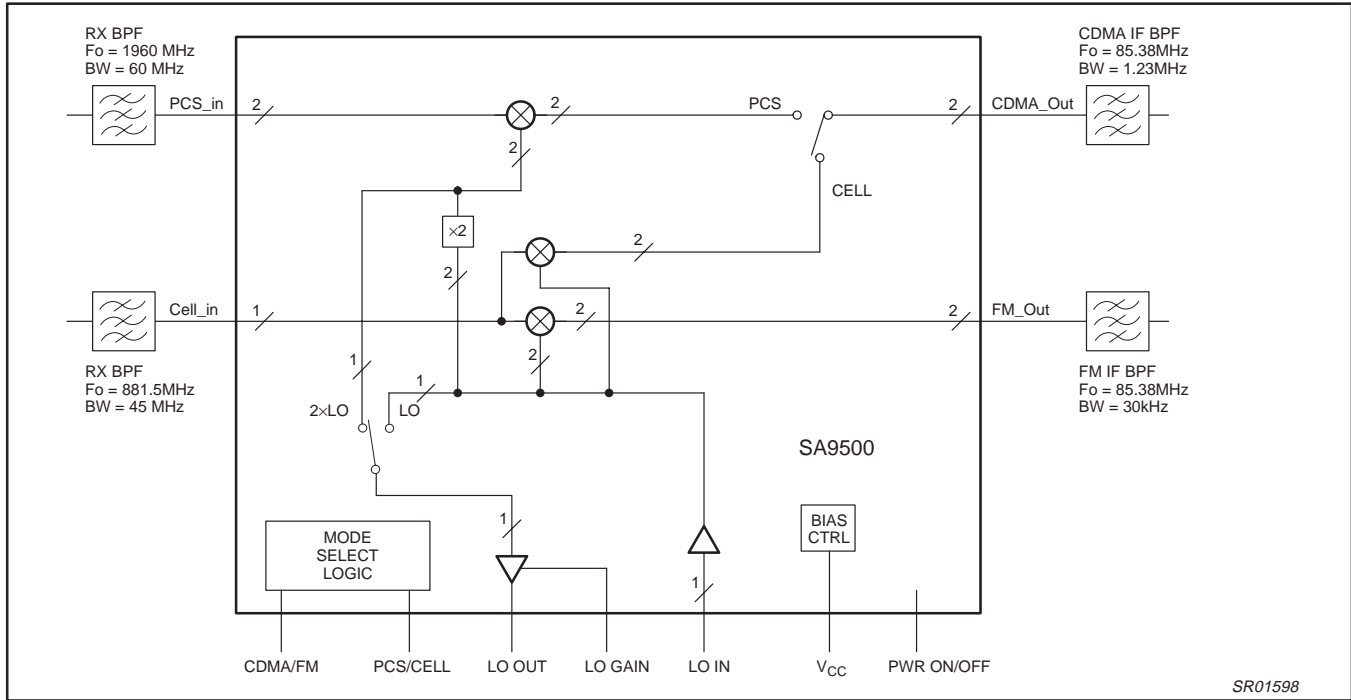 RX BPF
Fo = 1960 MHz
BW = 60 MHz
CDMA IF BPF
Fo = 85.38MHz
BW = 1.23MHz
PCS_in
2
2
PCS
2
CDMA_Out
2
CELL
×2
2
2
Cell_in
1
2
2
FM_Out
RX BPF
Fo = 881.5MHz
BW = 45 MHz
FM IF BPF
Fo = 85.38MHz
BW = 30kHz
1
2
1
2×LO
LO
SA9500
MODE
SELECT
LOGIC
1
1
BIAS
CTRL
CDMA/FM
PCS/CELL
LO OUT
LO GAIN
LO IN
VCC
PWR ON/OFF
SR01598